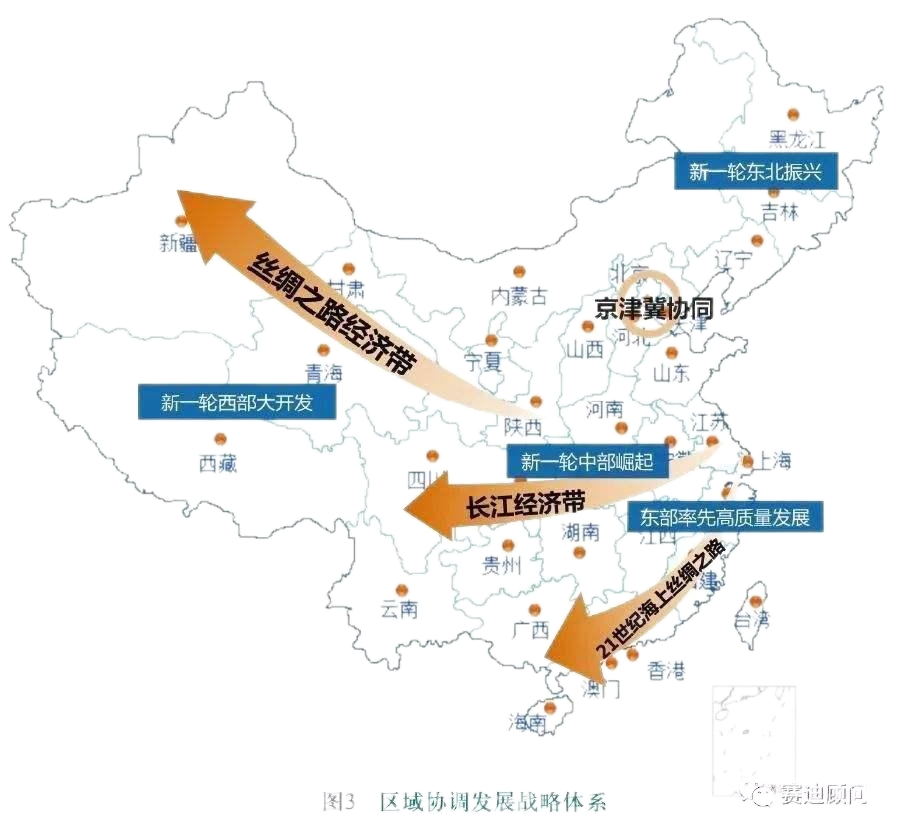 黑龙江
新一轮东北振兴
吉林
新疆
辽宁
丝绸之路经济带
甘肃
内蒙古
北京
京津冀协同
天津
河北
宁夏
山西
青海
山东
新一轮西部大开发
河南
陕西
江苏
西藏
四川
新一轮中部崛起
上海
长江经济带
东部率先高质量发展
湖南
江西
贵州
21世纪海上丝绸之路
建
云南
广西
台湾
香港
澳门
海南
图3 区域协调发展战略体系
赛迪顾问